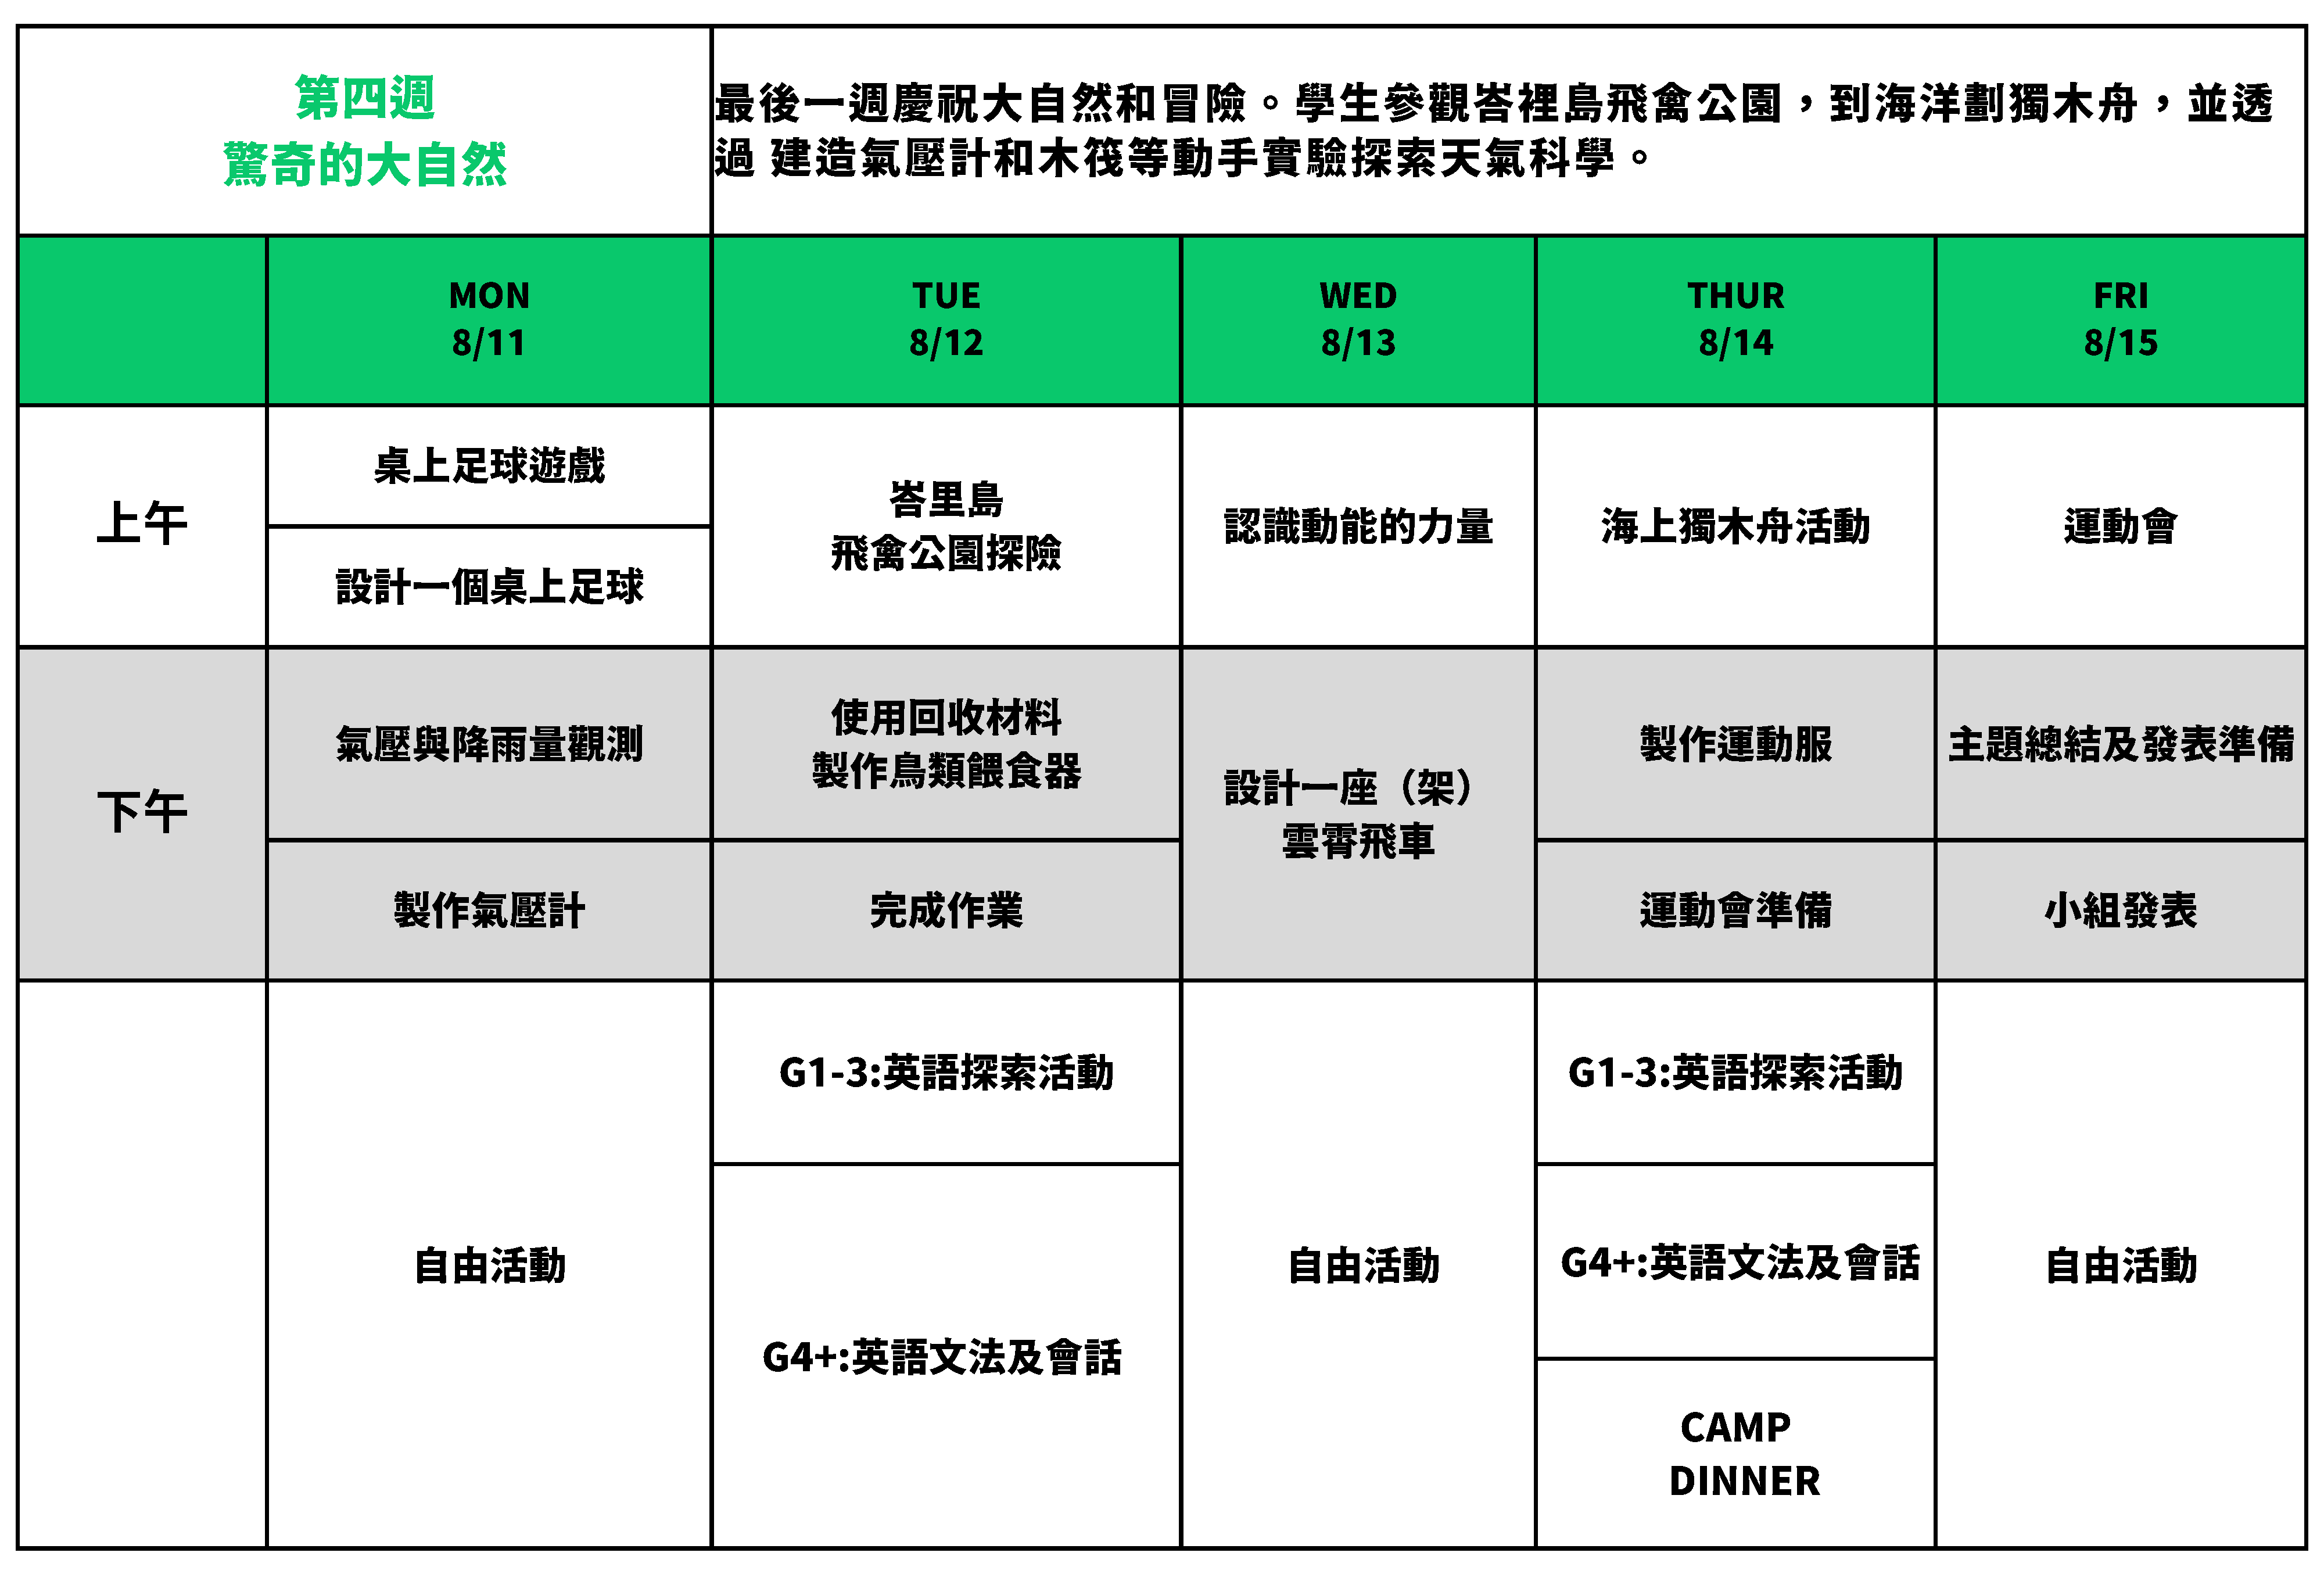 第四週
驚奇的大自然
最後一週慶祝大自然和冒險。學生參觀峇裡島飛禽公園，到海洋劃獨木舟，並透
過 建造氣壓計和木筏等動手實驗探索天氣科學。
MON
8/11
TUE
8/12
WED
8/13
THUR
8/14
FRI
8/15
上午
桌上足球遊戲
設計一個桌上足球
峇里島
飛禽公園探險
認識動能的力量
海上獨木舟活動
運動會
下午
氣壓與降雨量觀測
製作氣壓計
使用回收材料
製作鳥類餵食器
完成作業
設計一座（架）
雲霄飛車
製作運動服
運動會準備
主題總結及發表準備
小組發表
自由活動
G1-3:英語探索活動
G4+:英語文法及會話
自由活動
G1-3:英語探索活動
G4+:英語文法及會話
CAMP
DINNER
自由活動